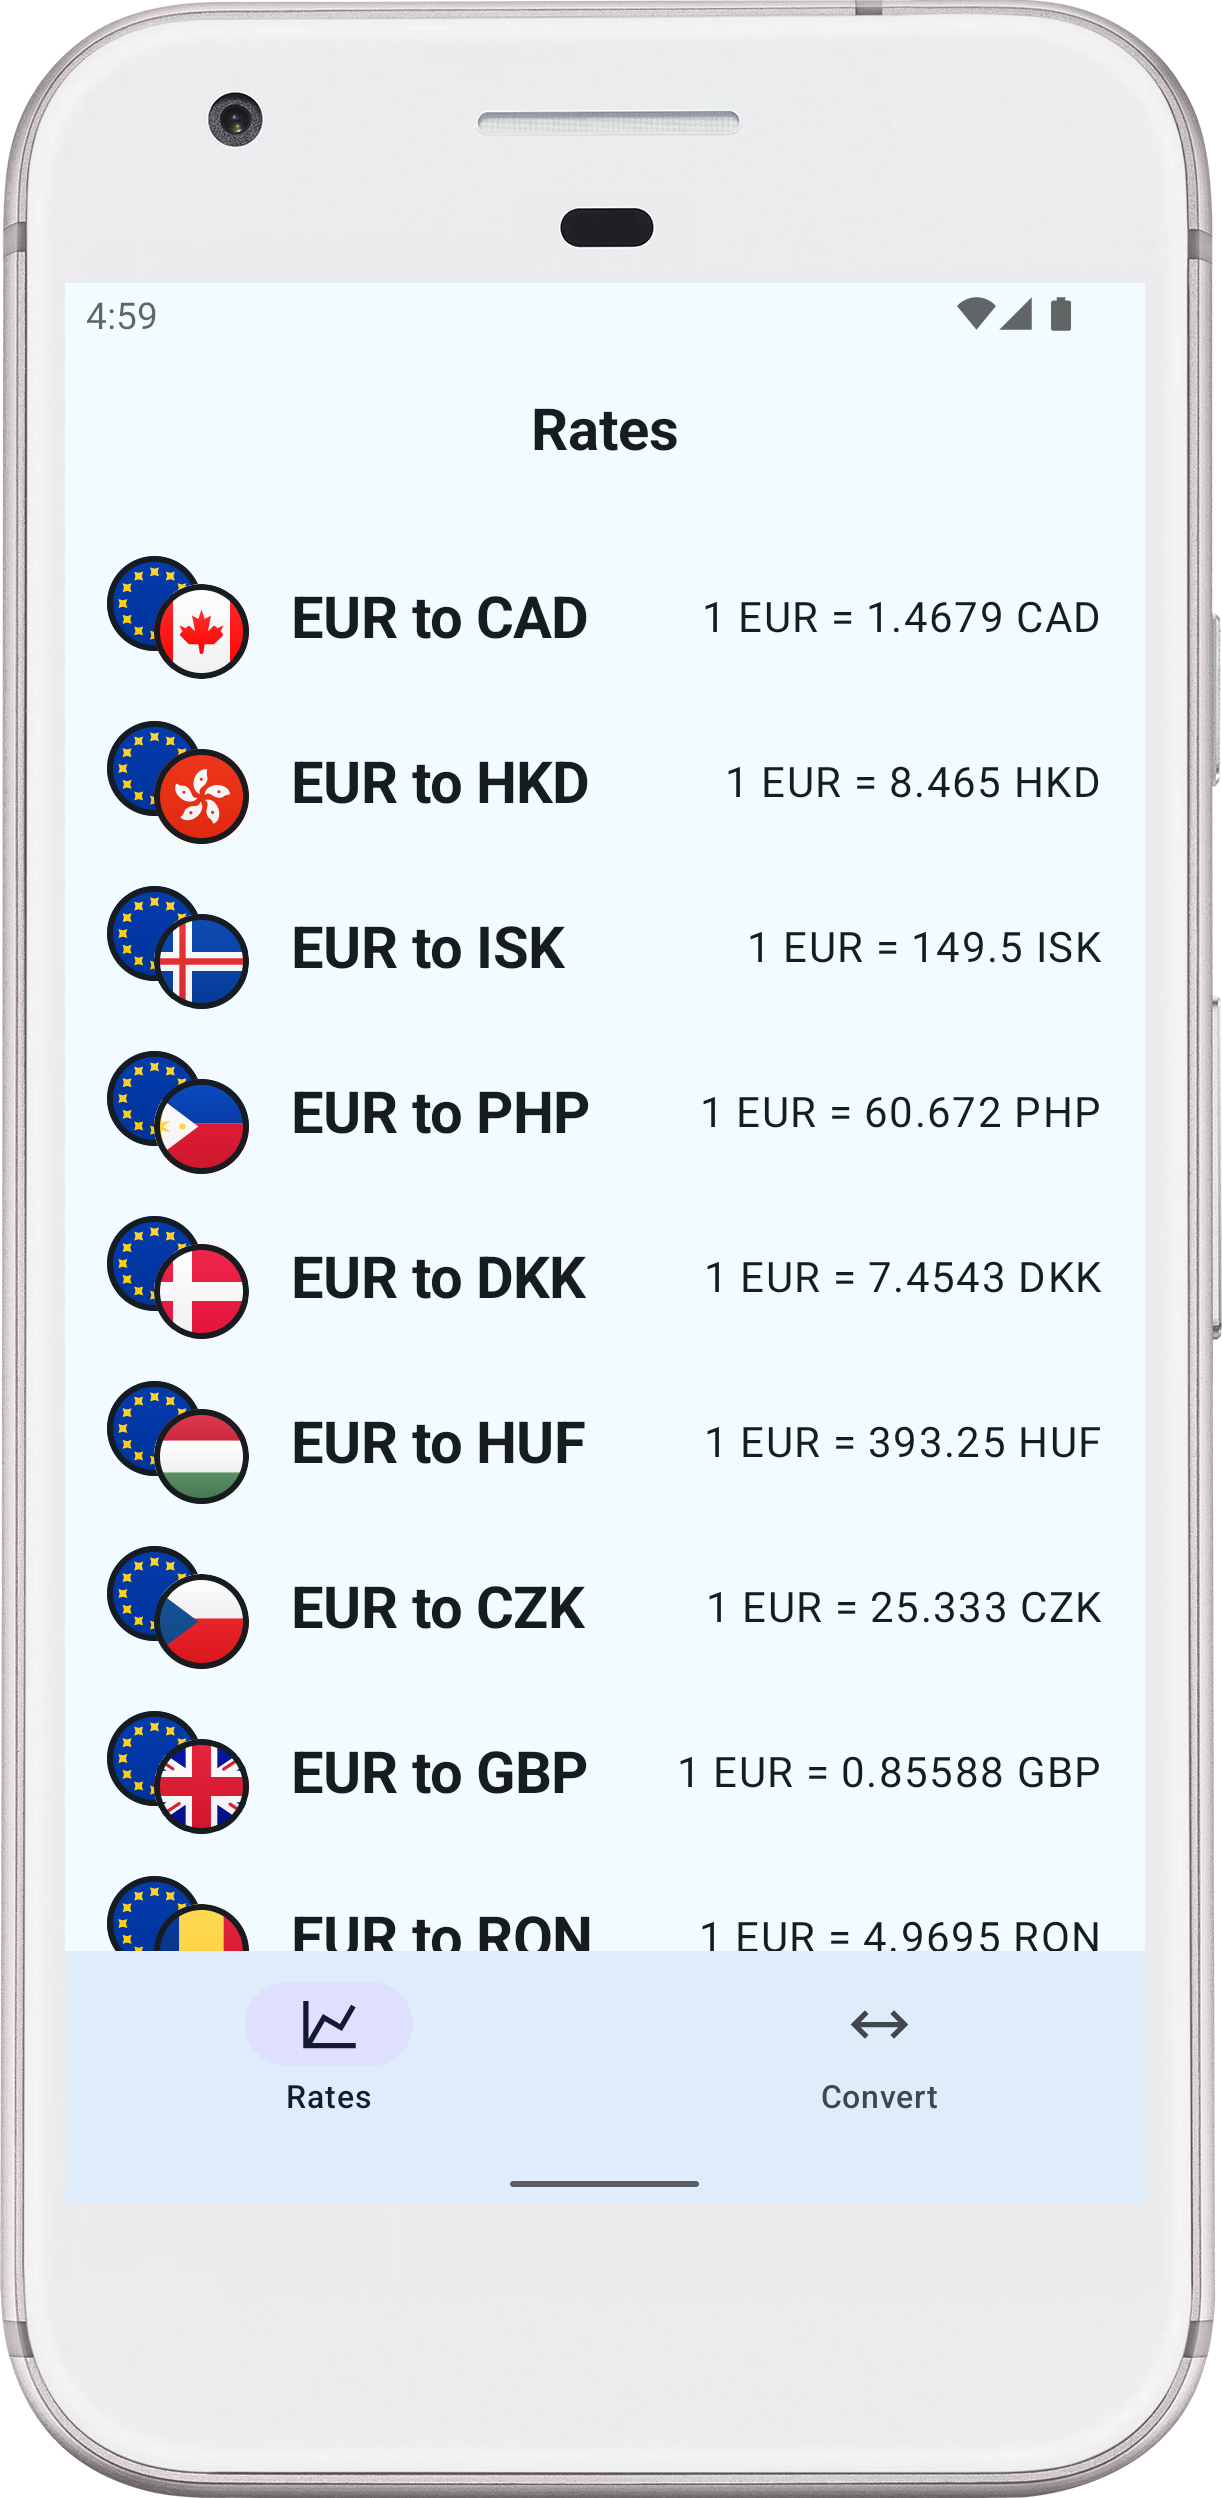 4:59
Rates
EUR to CAD 1 EUR = 1.4679 CAD
EUR to HKD 1 EUR = 8.465 HKD
EUR to ISK 1 EUR = 149.5 ISK
EUR to PHP 1 EUR = 60.672 PHP
EUR to DKK 1 EUR = 7.4543 DKK
EUR to HUF 1 EUR = 393.25 HUF
EUR to CZK 1 EUR = 25.333 CZK
EUR to GBP 1 EUR = 0.85588 GBP
EUR to RON 1 EUR = 4.9695 RON
Rates Convert